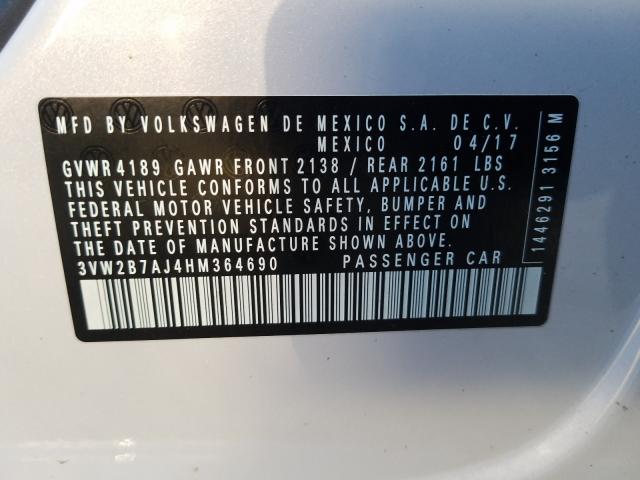 MFD BY VOLKSWAGEN DE MEXICO S.A. DE C.V.
MEXICO 04/17
GVWR 4189 GAWR FRONT 2138 / REAR 2161 LBS
THIS VEHICLE CONFORMS TO ALL APPLICABLE U.S.
FEDERAL MOTOR VEHICLE SAFETY, BUMPER AND
THEFT PREVENTION STANDARDS IN EFFECT ON
THE DATE OF MANUFACTURE SHOWN ABOVE.
3VW2B7AJ4HM364690 PASSENGER CAR
1446291 3156 M